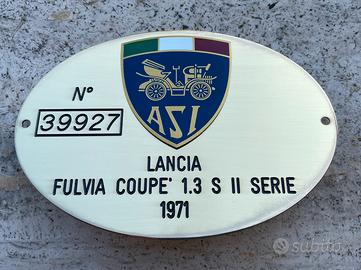 N°
39927
ASI
LANCIA
FULVIA COUPE' 1.3 S II SERIE
1971
subito